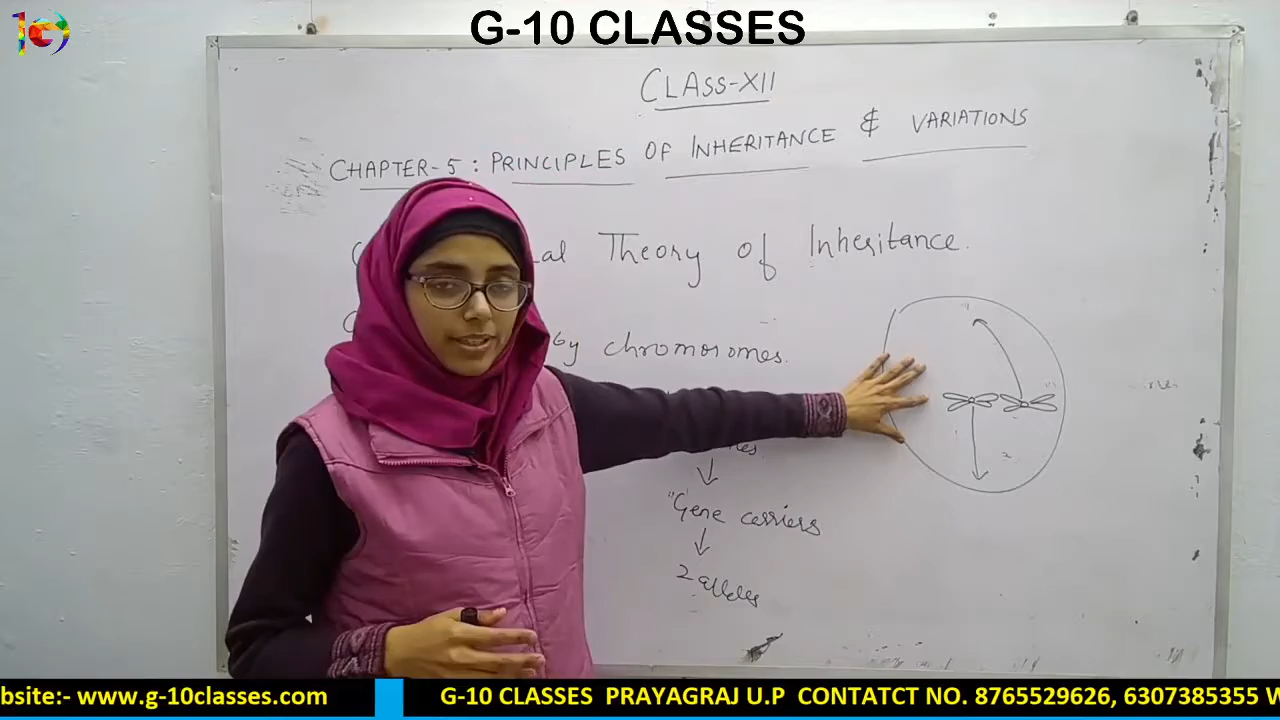 G-10 CLASSES
CLASS-XII
CHAPTER-5 : PRINCIPLES OF INHERITANCE & VARIATIONS
al Theory of Inheritance.
by chromosomes.
"Gene carriers
2 alleles
bsite:- www.g-10classes.com
G-10 CLASSES PRAYAGRAJ U.P CONTATCT NO. 8765529626, 6307385355 W